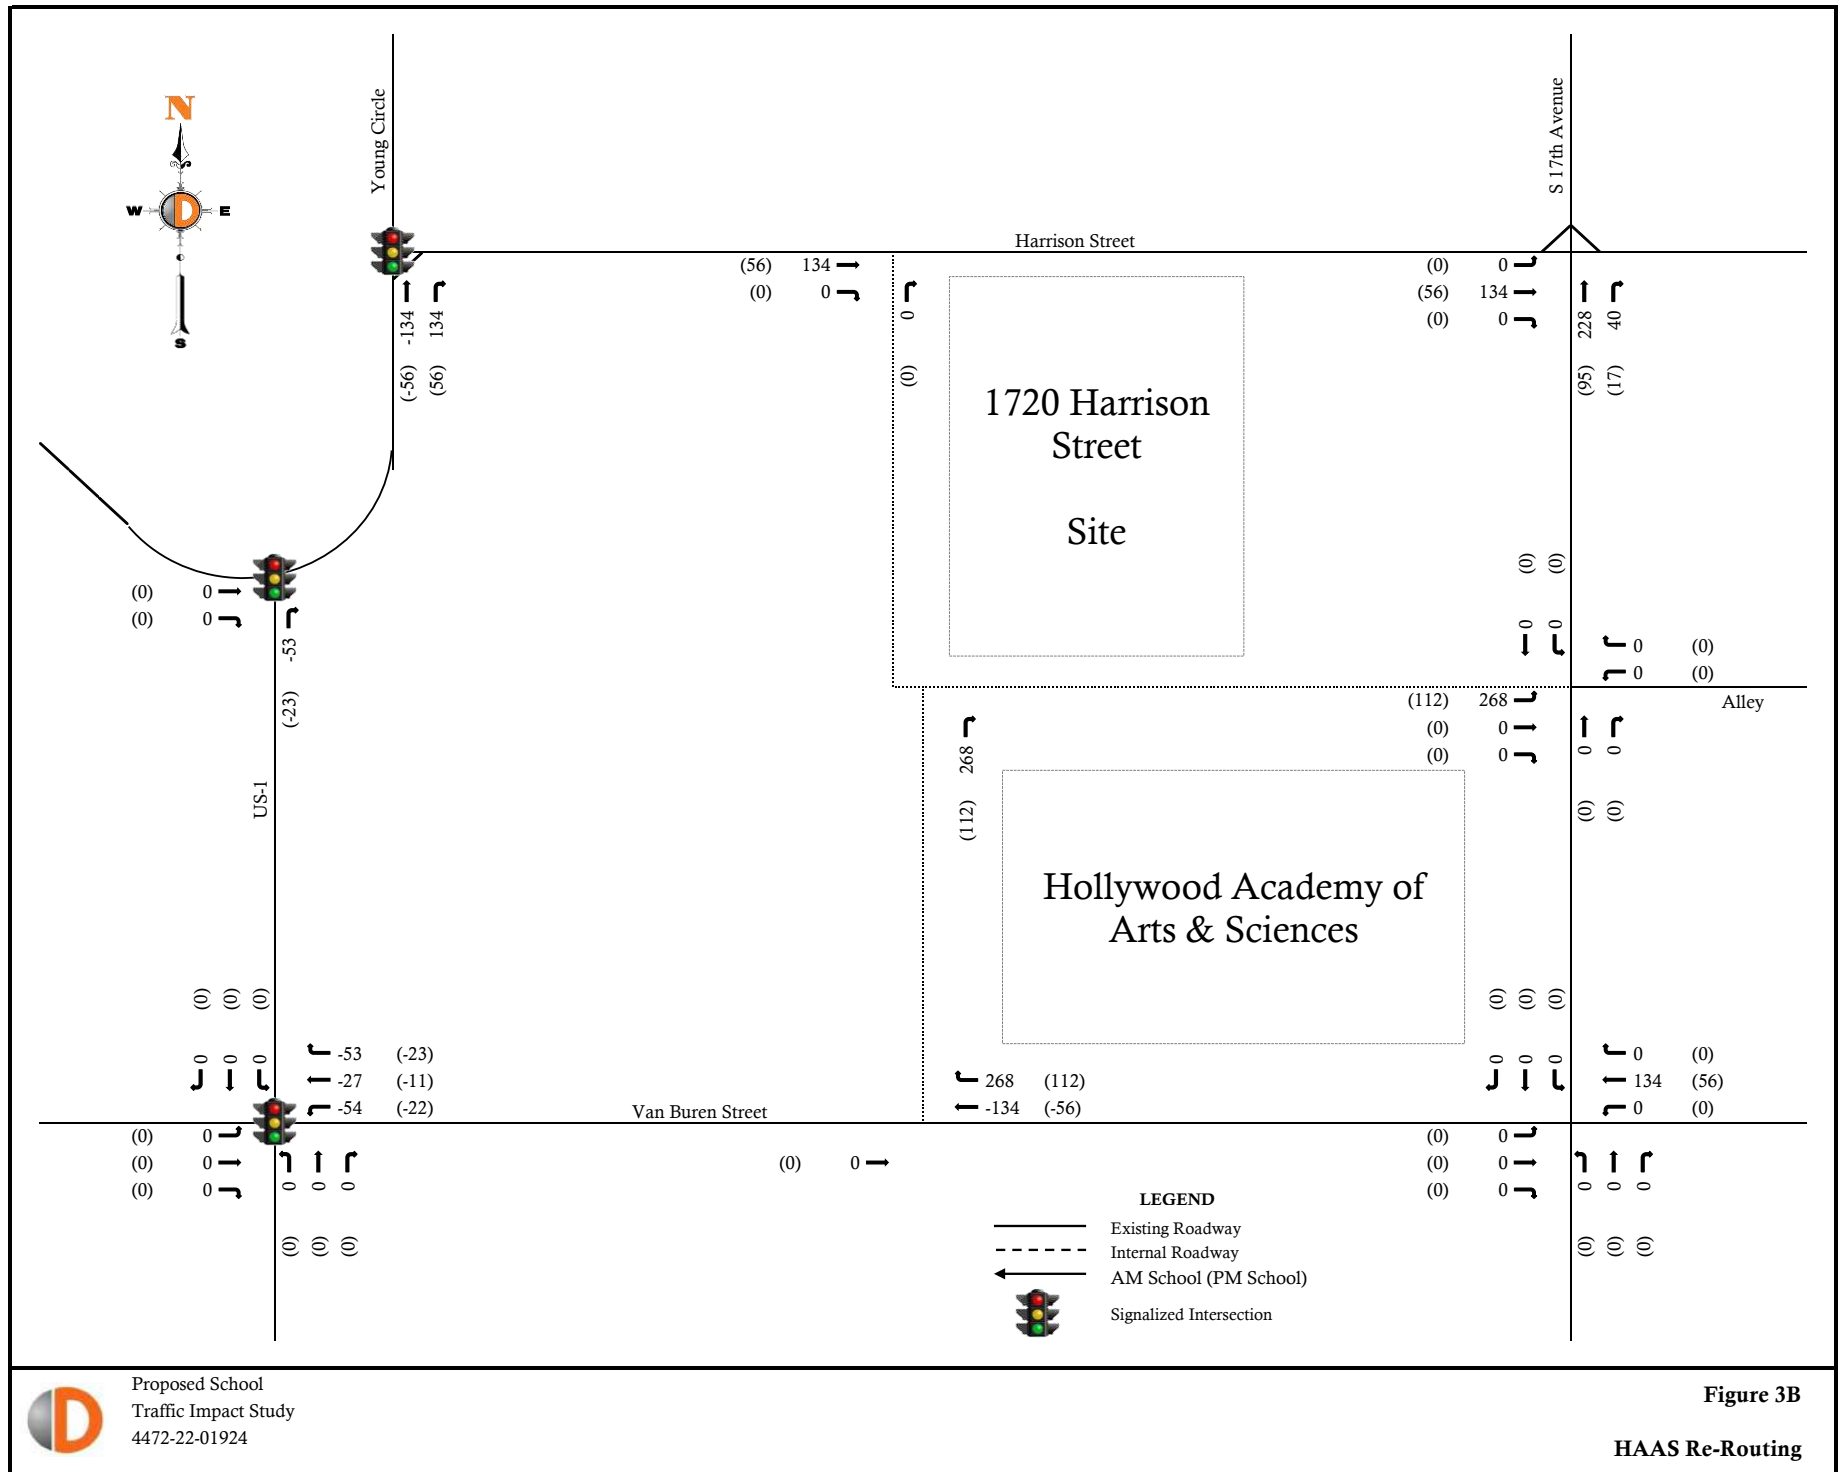 N
W
D
E
S
Young Circle
S 17th Avenue
Harrison Street
(56) 134
(0) 0
-134 134
(-56) (56)
0
(0)
(0) 0
(56) 134
(0) 0
228 40
(95) (17)
1720 Harrison
Street
Site
(0) 0
(0) 0
-53
(-23)
US-1
(0) (0)
0 0
0 (0)
0 (0)
Alley
(112) 268
(0) 0
(0) 0
0 0
(0) (0)
268
(112)
Hollywood Academy of
Arts & Sciences
(0) (0) (0)
0 0 0
-53 (-23)
-27 (-11)
-54 (-22)
Van Buren Street
268 (112)
-134 (-56)
(0) (0) (0)
0 0 0
0 (0)
134 (56)
0 (0)
(0) 0
(0) 0
(0) 0
0 0 0
(0) (0) (0)
(0) 0
(0) 0
(0) 0
(0) 0
0 0 0
(0) (0) (0)
LEGEND
Existing Roadway
Internal Roadway
AM School (PM School)
Signalized Intersection
D
Proposed School
Traffic Impact Study
4472-22-01924
Figure 3B
HAAS Re-Routing